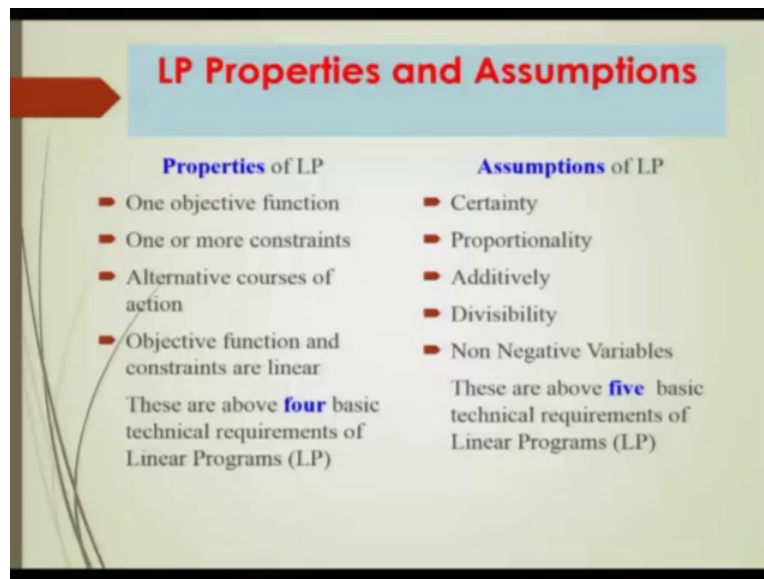 LP Properties and Assumptions
Properties of LP
One objective function
One or more constraints
Alternative courses of
action
Objective function and
constraints are linear
These are above four basic
technical requirements of
Linear Programs (LP)
Assumptions of LP
Certainty
Proportionality
Additively
Divisibility
Non Negative Variables
These are above five basic
technical requirements of
Linear Programs (LP)